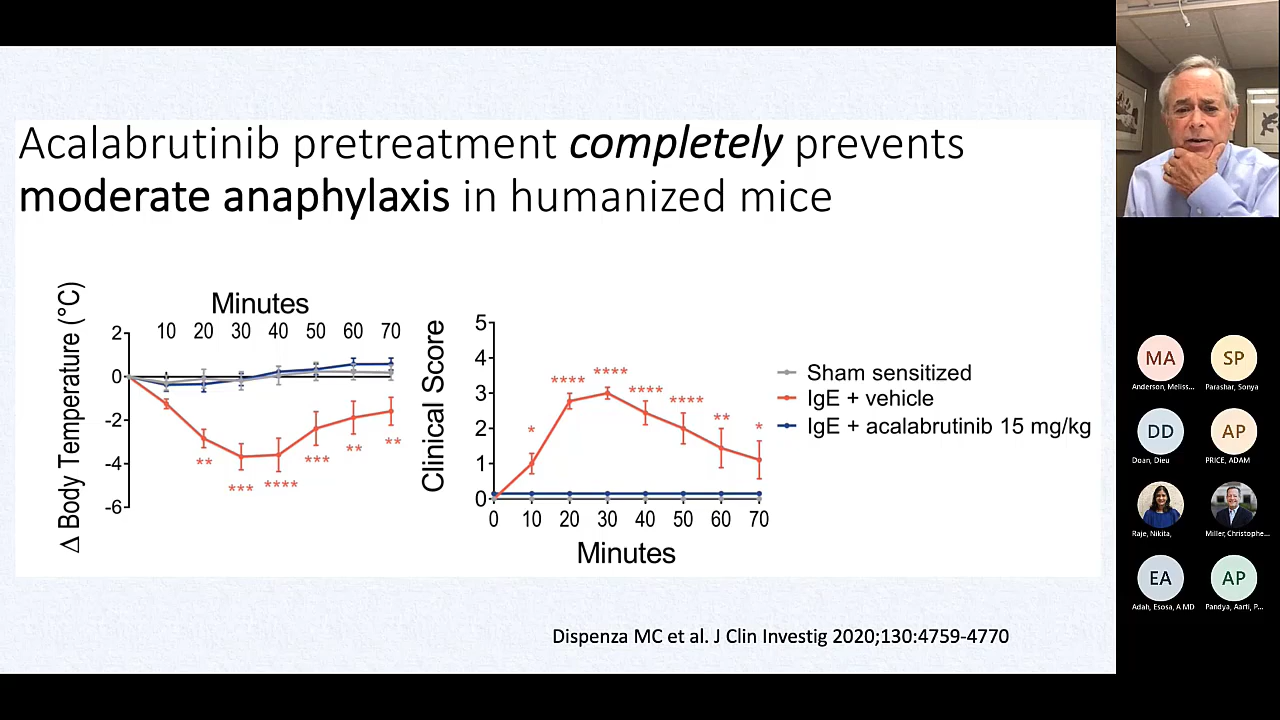 Acalabrutinib pretreatment completely prevents
moderate anaphylaxis in humanized mice
Minutes
10 20 30 40 50 60 70
Δ Body Temperature (°C)
2
0
-2
-4
-6
** *** **** *** ** **
Clinical Score
5
4
3
2
1
0
* **** **** **** **** ** *
0 10 20 30 40 50 60 70
Minutes
Sham sensitized
IgE + vehicle
IgE + acalabrutinib 15 mg/kg
Dispenza MC et al. J Clin Investig 2020;130:4759-4770
MA
Anderson, Meliss...
SP
Parashar, Sonya
DD
Doan, Dieu
AP
PRICE, ADAM
Raje, Nikita,
Miller, Christophe...
EA
Adah, Esosa, A MD
AP
Pandya, Aarti, P...